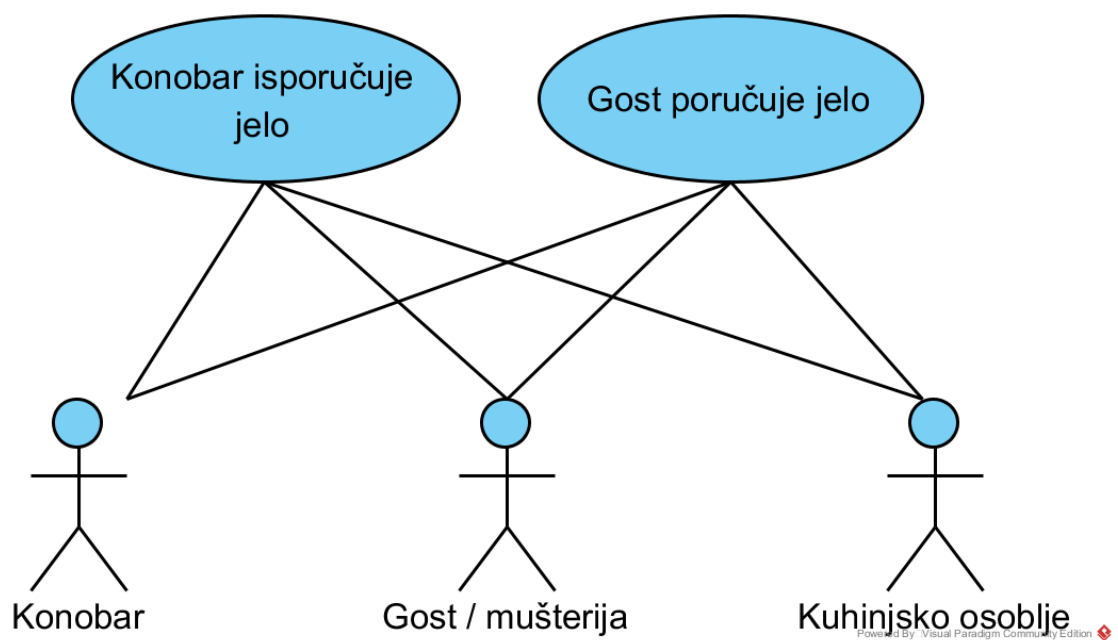 Konobar isporučuje
jelo
Gost poručuje jelo
Konobar
Gost / mušterija
Kuhinjsko osoblje
Powered By Visual Paradigm Community Edition